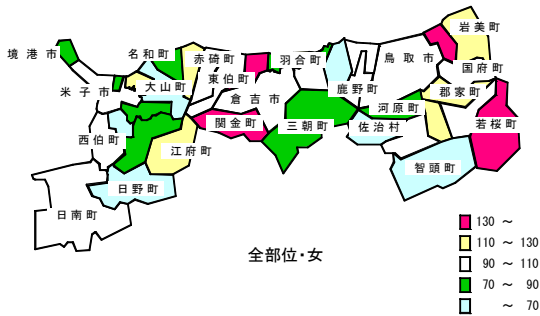 岩美町
境港市
名和町
赤碕町
羽合町
鳥取市
国府町
東伯町
米子市
大山町
倉吉市
鹿野町
郡家町
河原町
関金町
三朝町
佐治村
若桜町
西伯町
江府町
智頭町
日野町
日南町
全部位・女
130 ～
110 ～ 130
90 ～ 110
70 ～ 90
～ 70